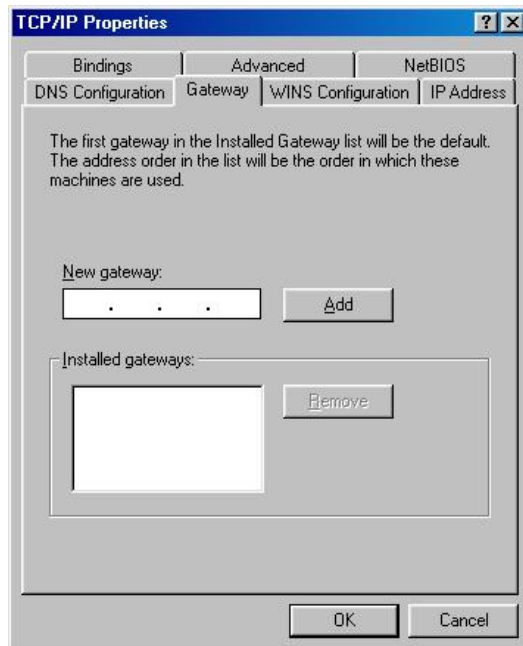 TCP/IP Properties
Bindings Advanced NetBIOS
DNS Configuration Gateway WINS Configuration IP Address
The first gateway in the Installed Gateway list will be the default.
The address order in the list will be the order in which these
machines are used.
New gateway:
. . .
Add
Installed gateways:
Remove
OK Cancel